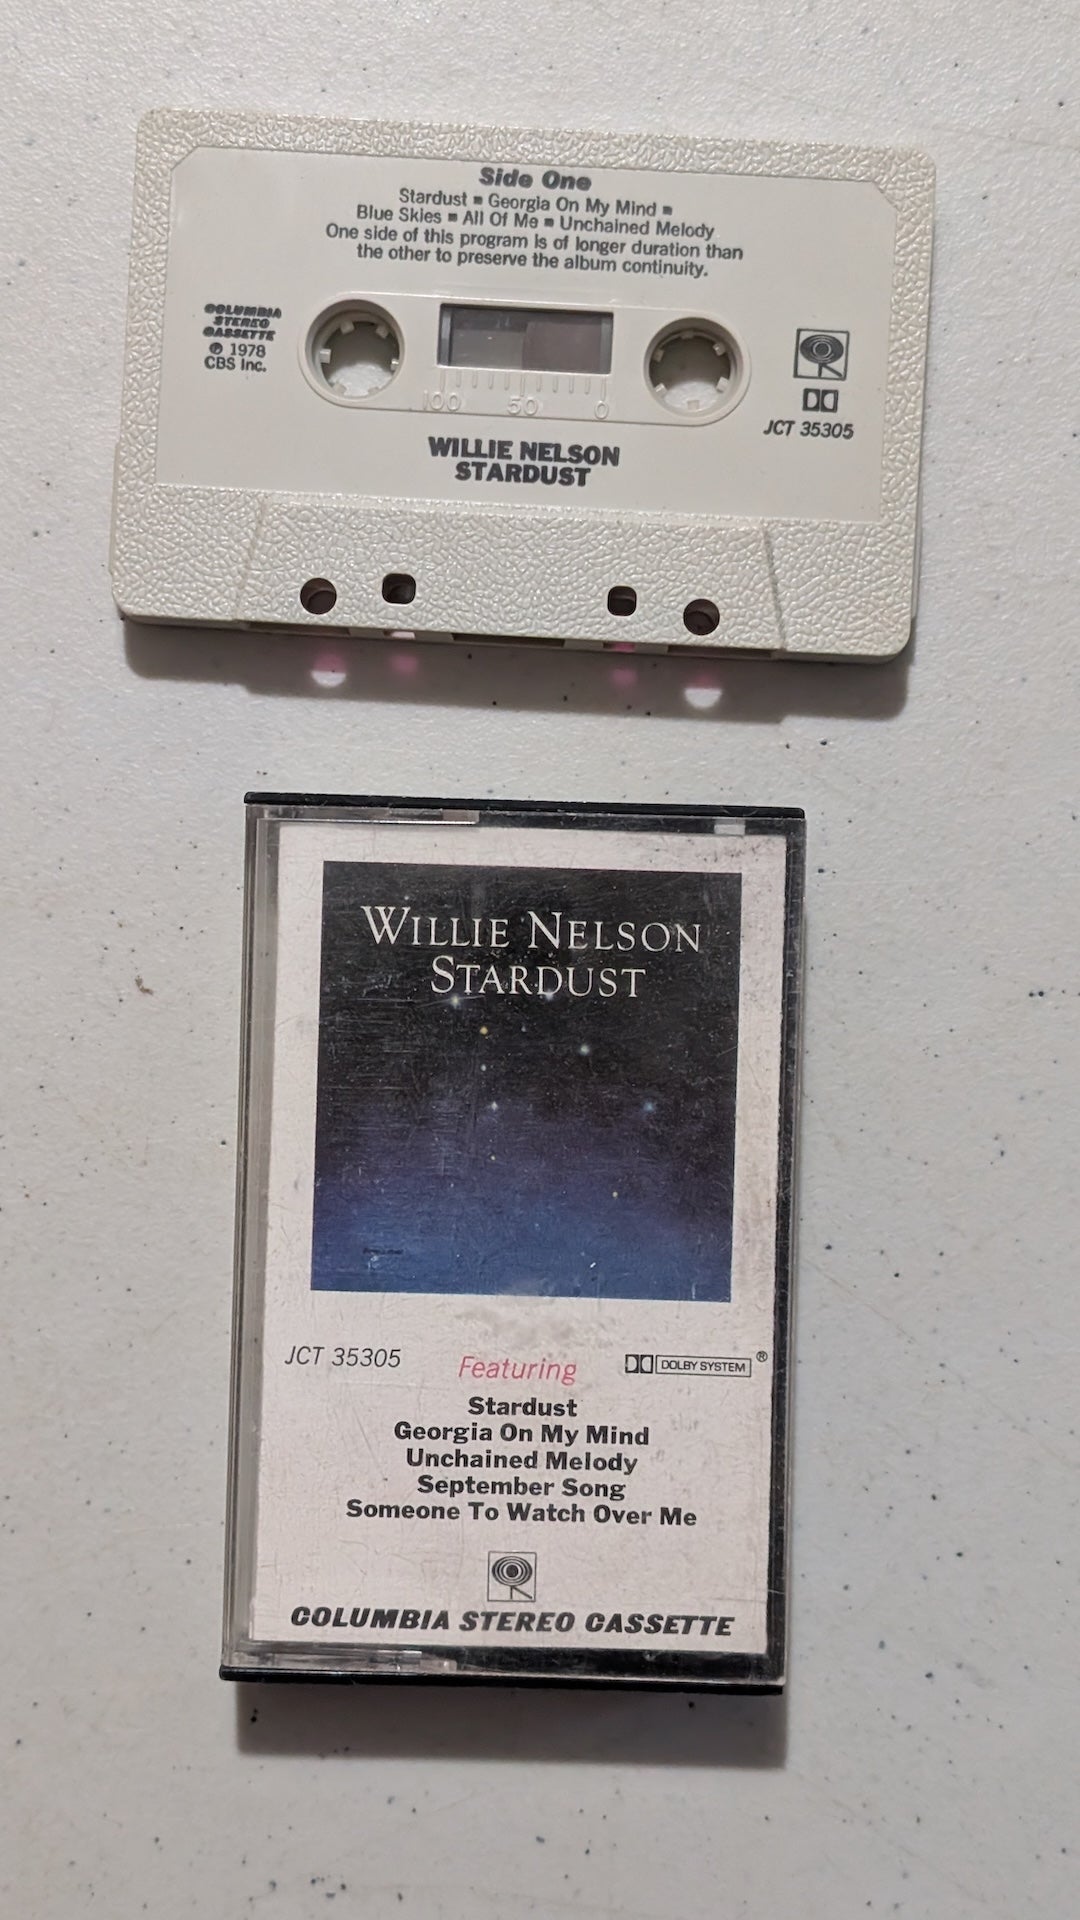 Side One
Stardust ▪ Georgia On My Mind ▪
Blue Skies ▪ All Of Me ▪ Unchained Melody
One side of this program is of longer duration than
the other to preserve the album continuity.
COLUMBIA
STEREO
CASSETTE
℗ 1978
CBS Inc.
100 50 0
JCT 35305
WILLIE NELSON
STARDUST
WILLIE NELSON
STARDUST
JCT 35305
Featuring
DOLBY SYSTEM ®
Stardust
Georgia On My Mind
Unchained Melody
September Song
Someone To Watch Over Me
COLUMBIA STEREO CASSETTE